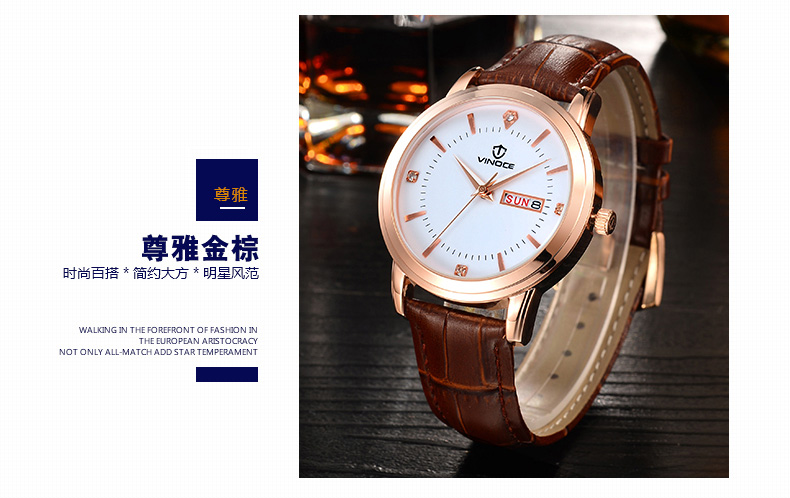 尊雅
尊雅金棕
时尚百搭 * 简约大方 * 明星风范
WALKING IN THE FOREFRONT OF FASHION IN
THE EUROPEAN ARISTOCRACY
NOT ONLY ALL-MATCH ADD STAR TEMPERAMENT
VINOCE
SUN 8